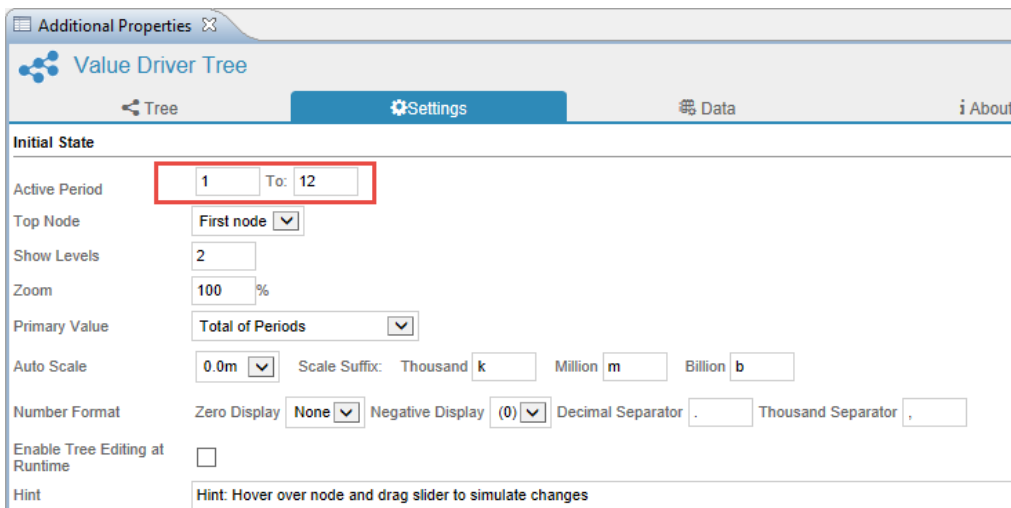 Additional Properties
Value Driver Tree
Tree Settings Data About
Initial State
Active Period 1 To: 12
Top Node First node
Show Levels 2
Zoom 100 %
Primary Value Total of Periods
Auto Scale 0.0m Scale Suffix: Thousand k Million m Billion b
Number Format Zero Display None Negative Display (0) Decimal Separator . Thousand Separator ,
Enable Tree Editing at
Runtime
Hint Hint: Hover over node and drag slider to simulate changes